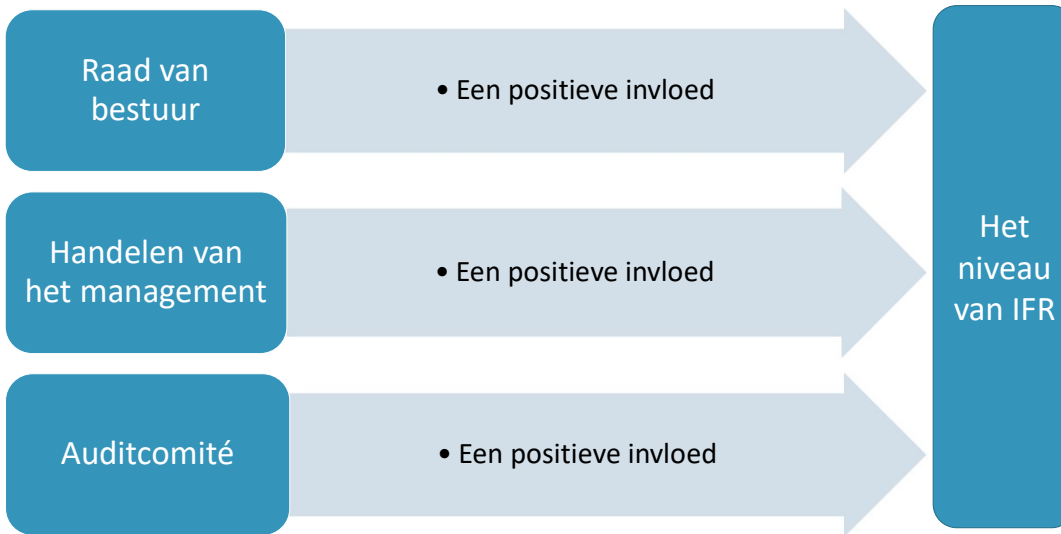 Raad van
bestuur
• Een positieve invloed
Handelen van
het management
• Een positieve invloed
Auditcomité
• Een positieve invloed
Het
niveau
van IFR